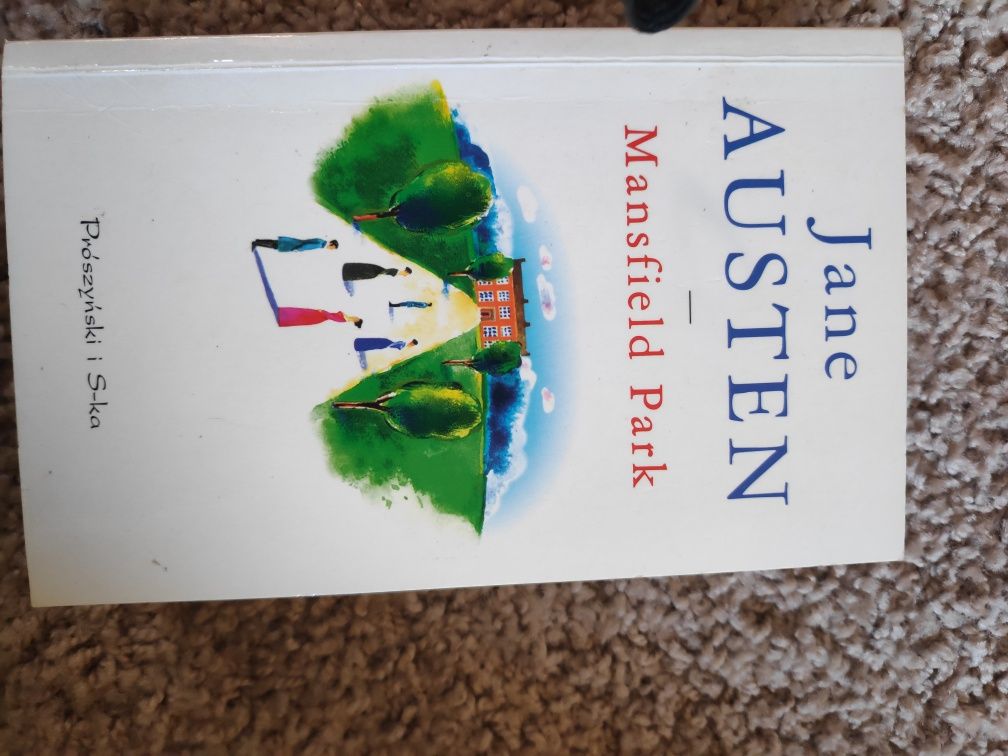 Jane
AUSTEN
Mansfield Park
Prószyński i S-ka